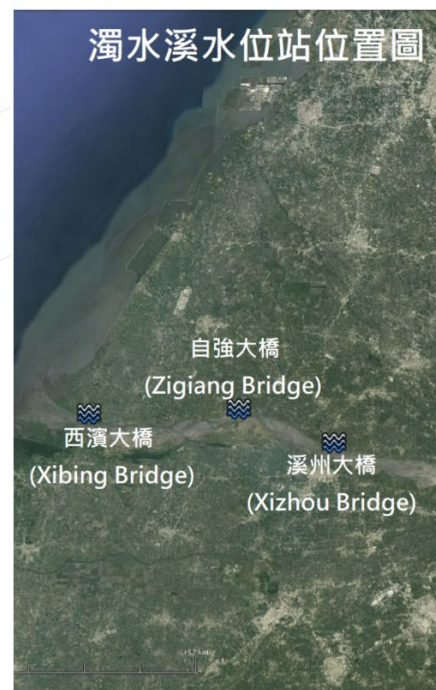 濁水溪水位站位置圖
自強大橋
(Zigiang Bridge)
西濱大橋
(Xibing Bridge)
溪州大橋
(Xizhou Bridge)